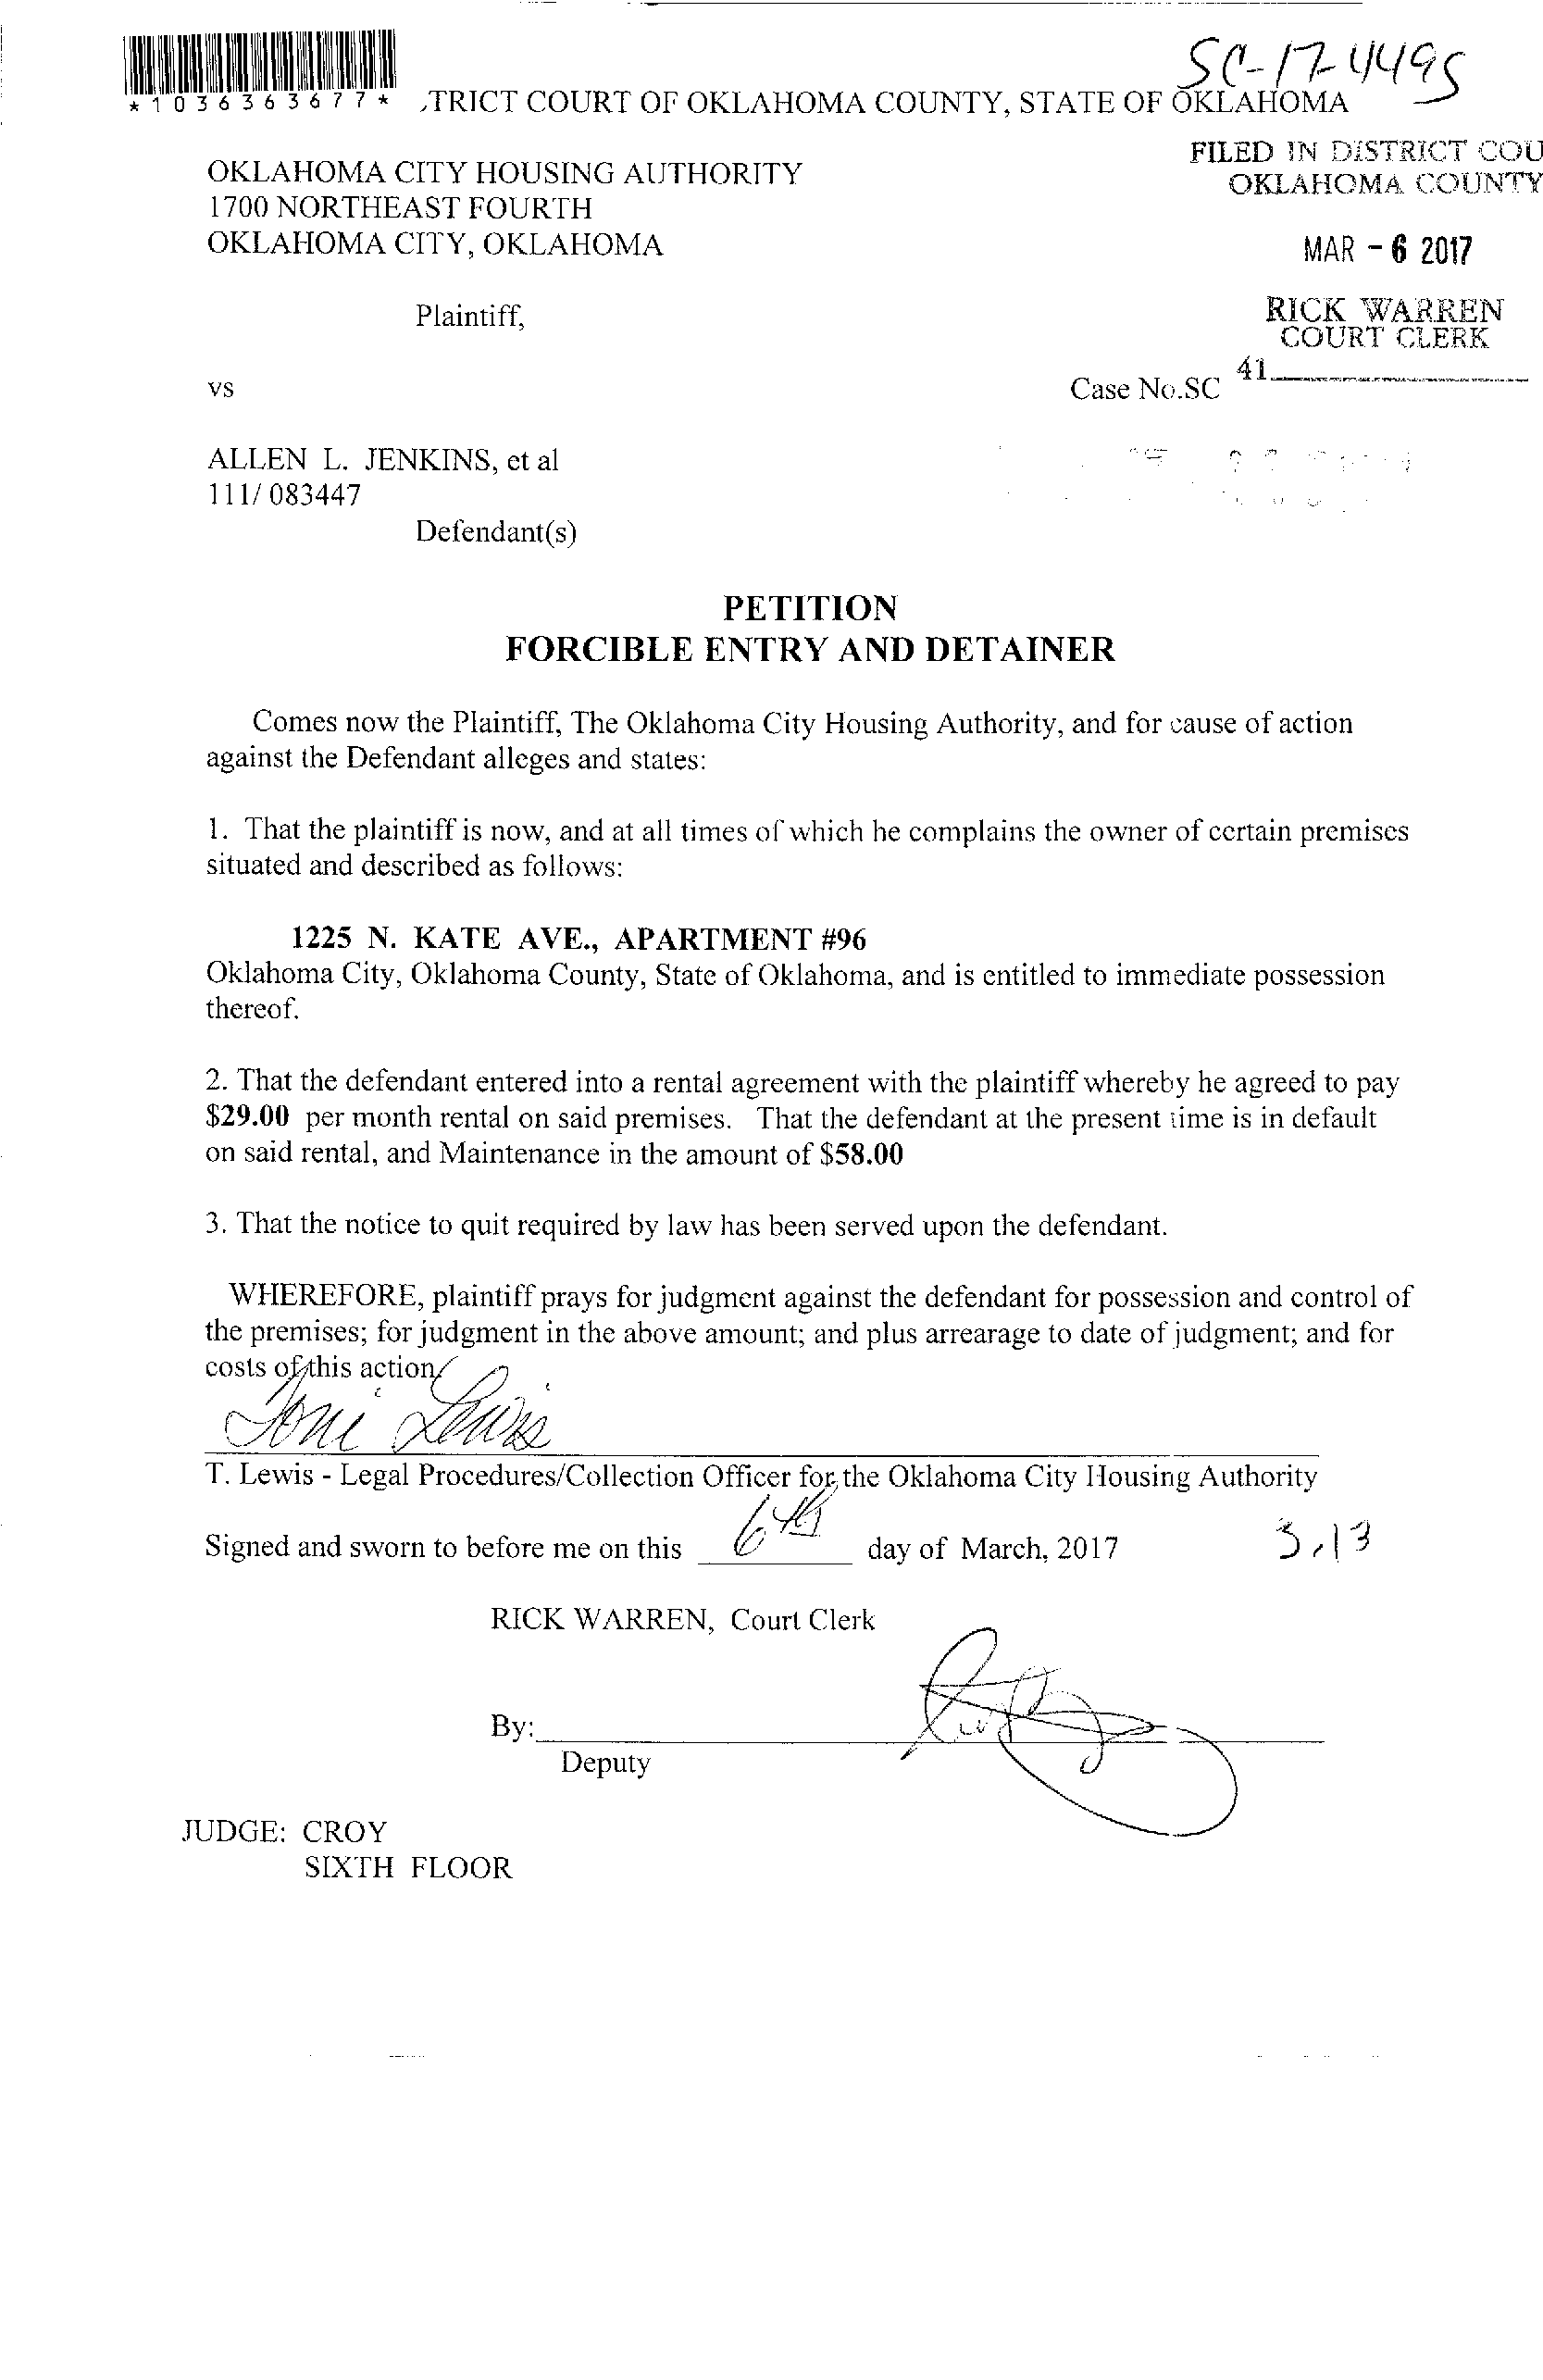 SC-17-4495
*1036363677* TRICT COURT OF OKLAHOMA COUNTY, STATE OF OKLAHOMA
FILED IN DISTRICT COU
OKLAHOMA COUNTY
OKLAHOMA CITY HOUSING AUTHORITY
1700 NORTHEAST FOURTH
OKLAHOMA CITY, OKLAHOMA
MAR - 6 2017
Plaintiff,
RICK WARREN
COURT CLERK
41
vs
Case No.SC
ALLEN L. JENKINS, et al
111/ 083447
Defendant(s)
PETITION
FORCIBLE ENTRY AND DETAINER
Comes now the Plaintiff, The Oklahoma City Housing Authority, and for cause of action
against the Defendant alleges and states:
1. That the plaintiff is now, and at all times of which he complains the owner of certain premises
situated and described as follows:
1225 N. KATE AVE., APARTMENT #96
Oklahoma City, Oklahoma County, State of Oklahoma, and is entitled to immediate possession
thereof.
2. That the defendant entered into a rental agreement with the plaintiff whereby he agreed to pay
$29.00 per month rental on said premises. That the defendant at the present time is in default
on said rental, and Maintenance in the amount of $58.00
3. That the notice to quit required by law has been served upon the defendant.
WHEREFORE, plaintiff prays for judgment against the defendant for possession and control of
the premises; for judgment in the above amount; and plus arrearage to date of judgment; and for
costs of this action
Toni Lewis
T. Lewis - Legal Procedures/Collection Officer for the Oklahoma City Housing Authority
Signed and sworn to before me on this 6th day of March, 2017
3,13
RICK WARREN, Court Clerk
By:
Deputy
JUDGE: CROY
SIXTH FLOOR